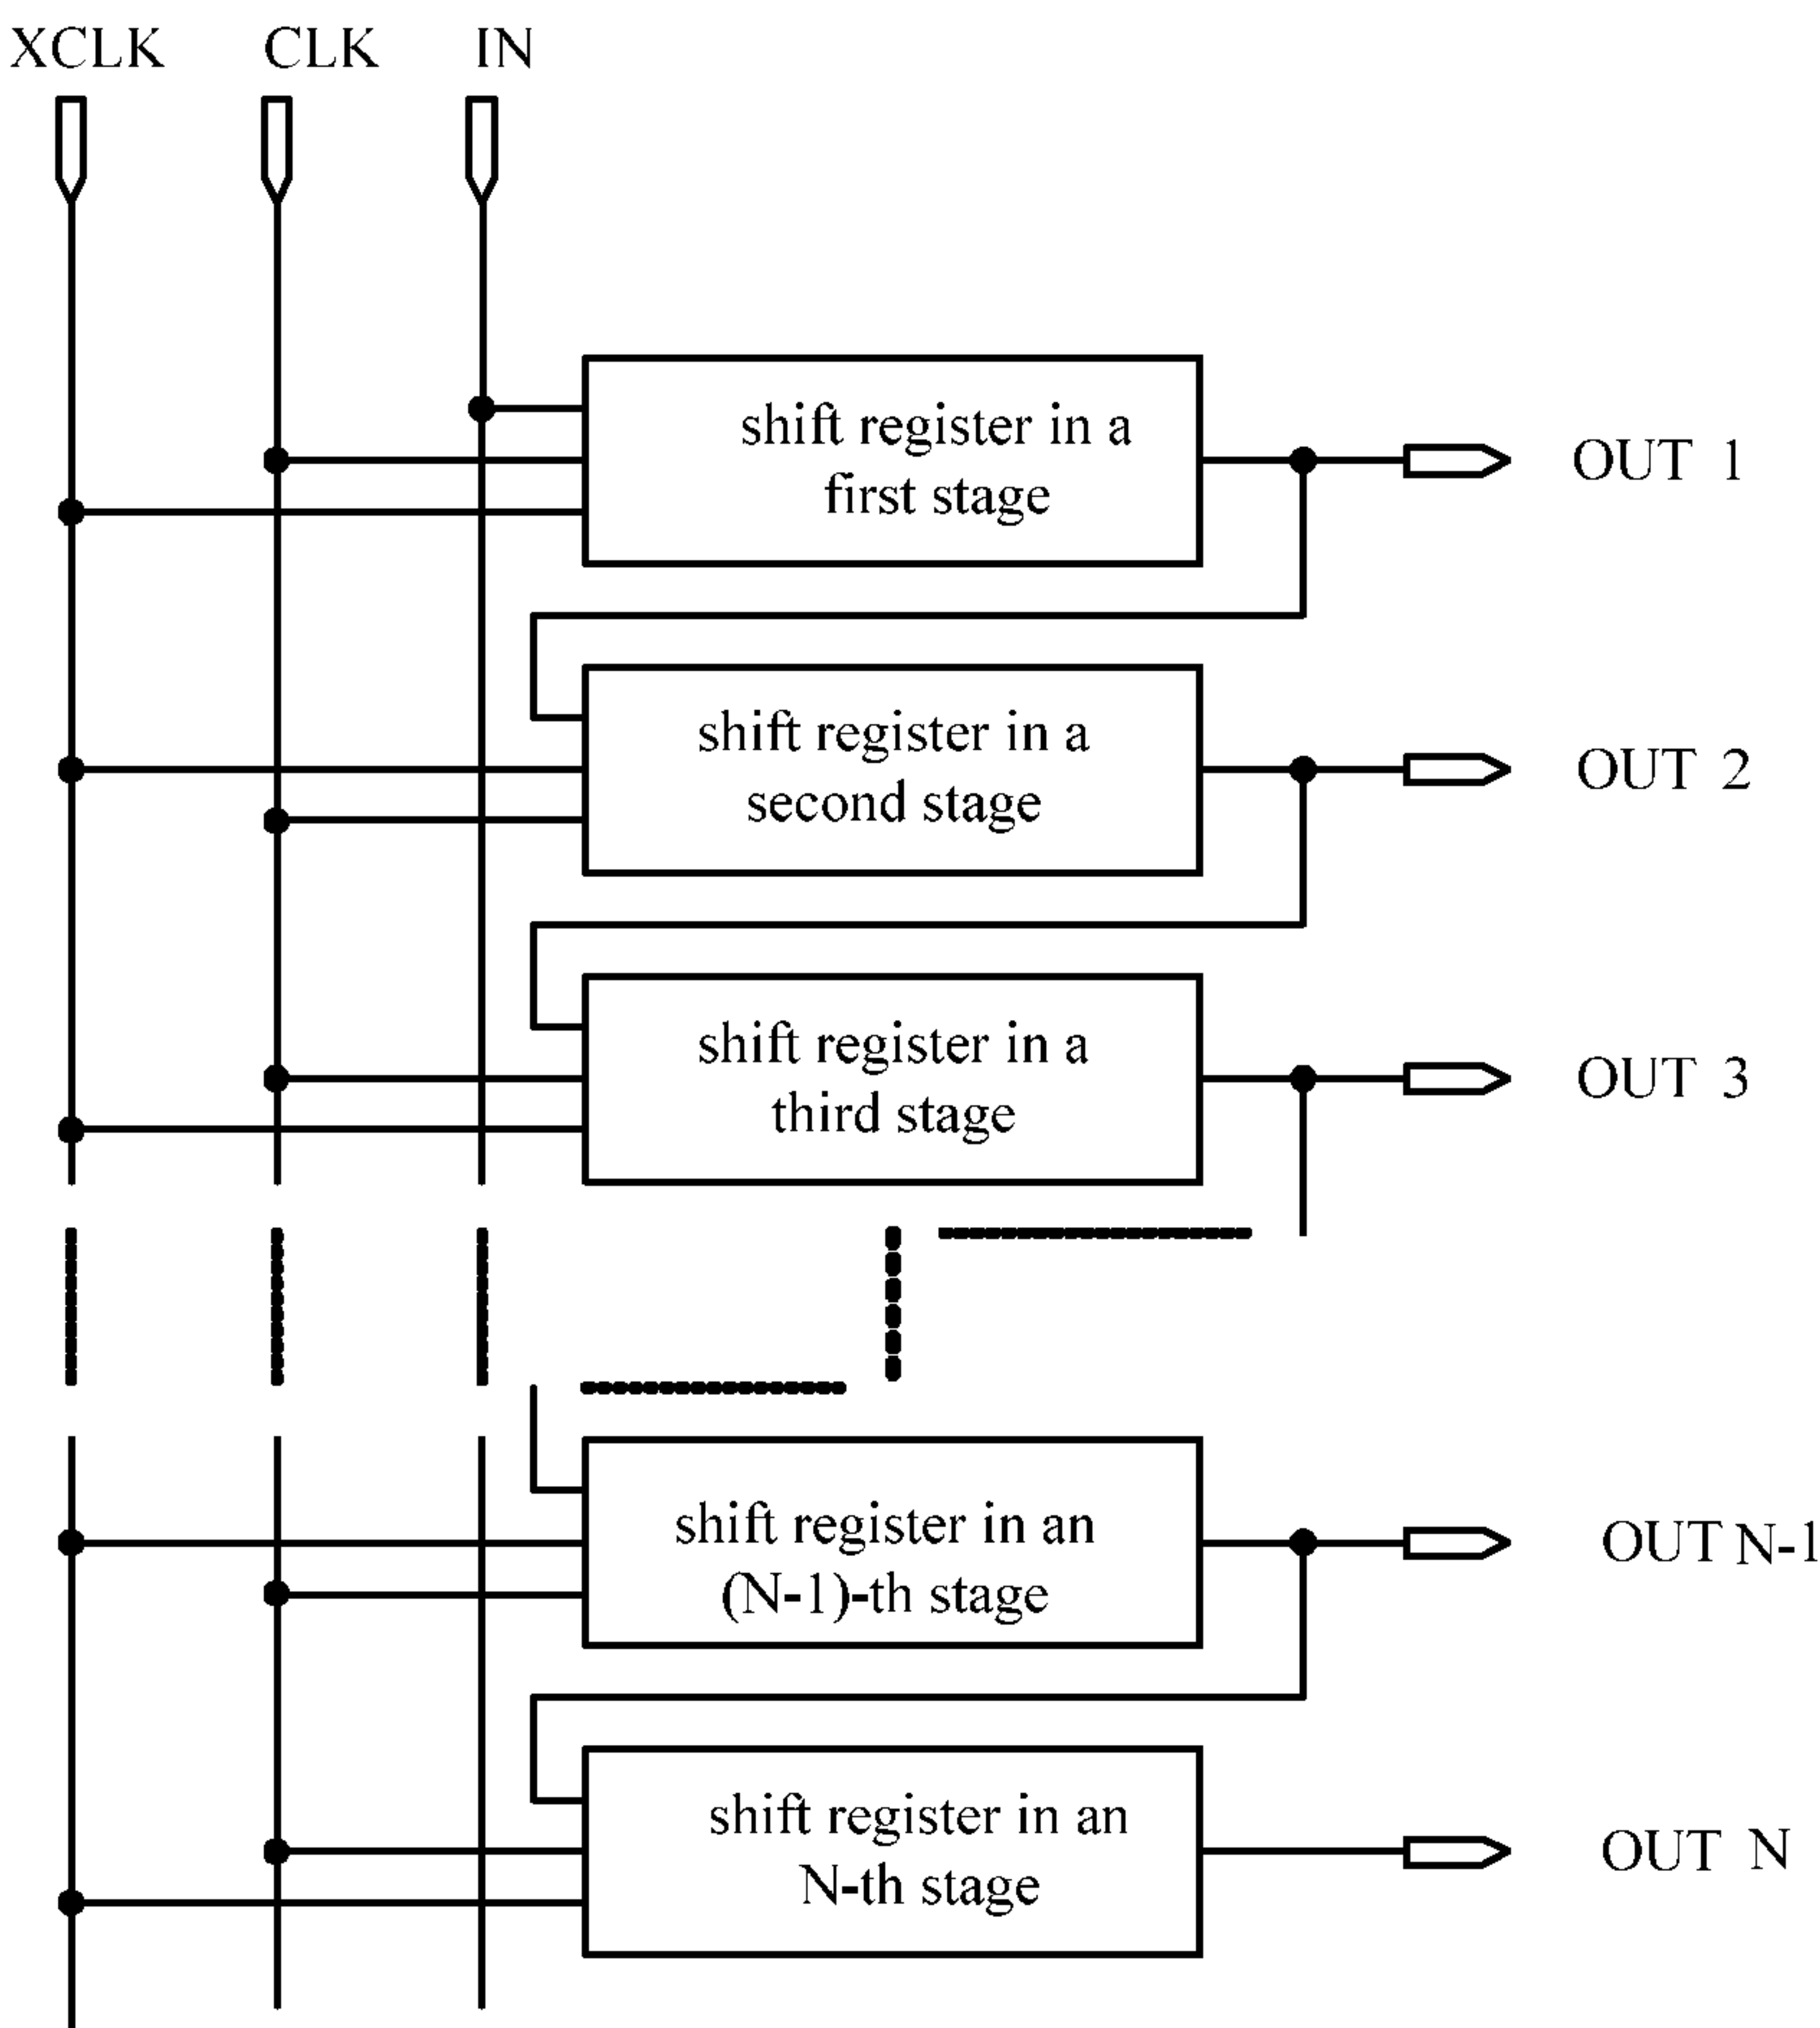 XCLK CLK IN
shift register in a
first stage
OUT 1
shift register in a
second stage
OUT 2
shift register in a
third stage
OUT 3
shift register in an
(N-1)-th stage
OUT N-1
shift register in an
N-th stage
OUT N